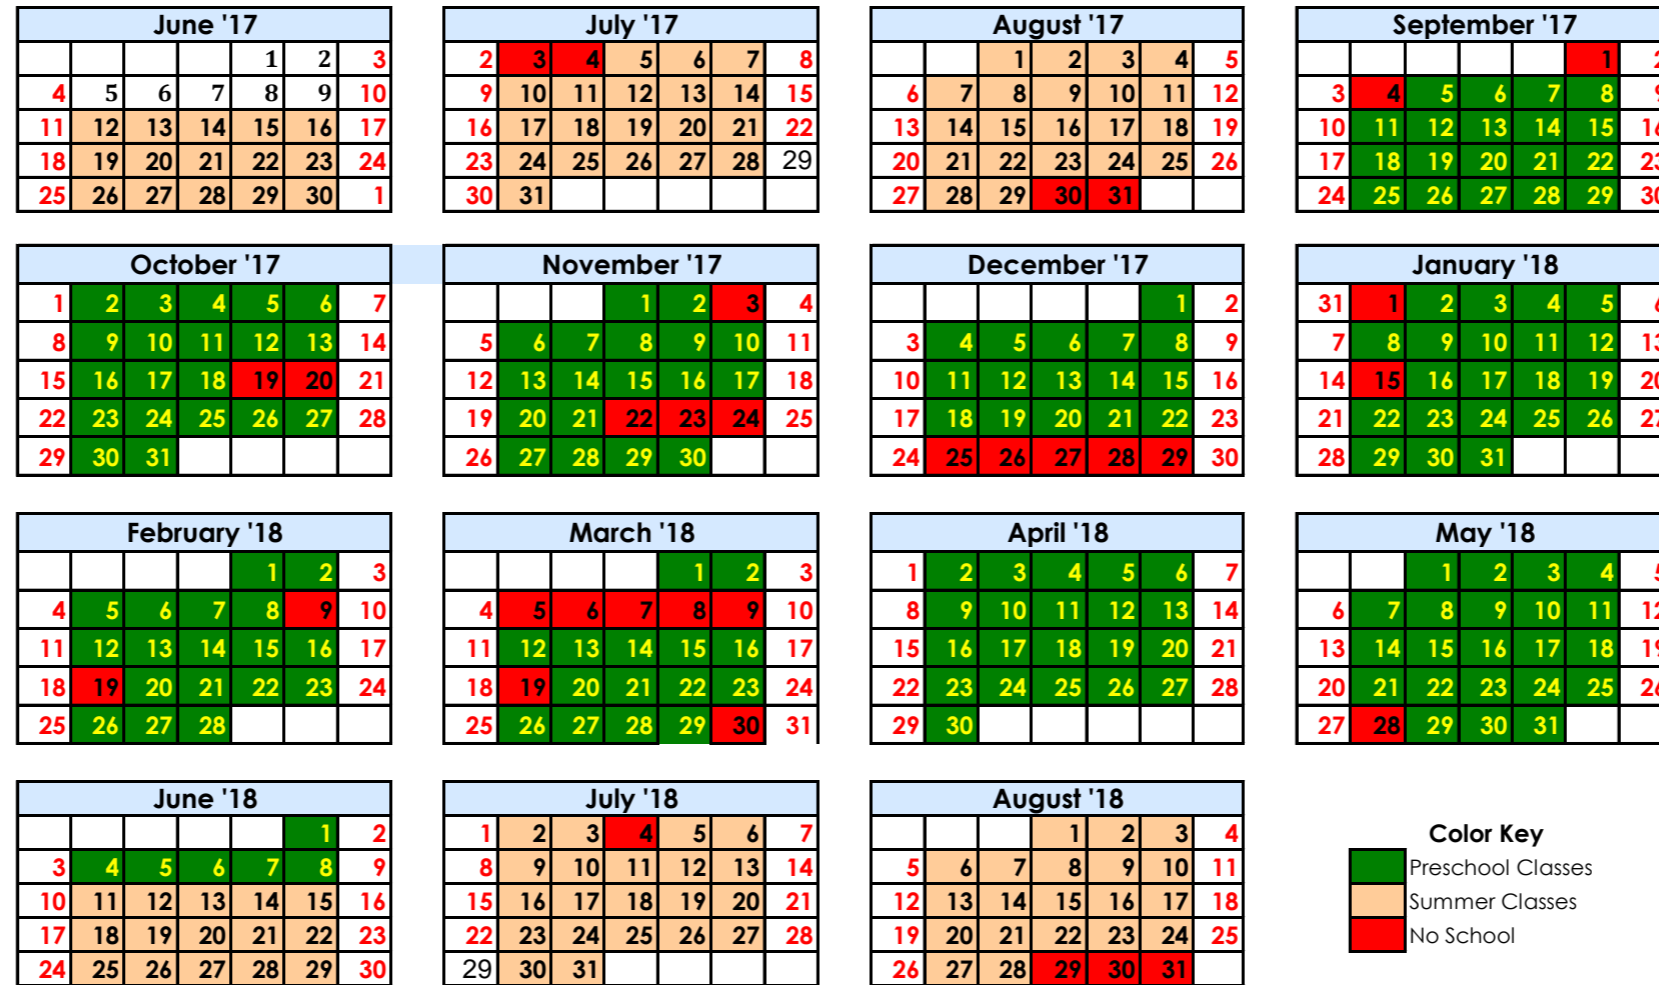 June '17
1 2 3
4 5 6 7 8 9 10
11 12 13 14 15 16 17
18 19 20 21 22 23 24
25 26 27 28 29 30 1
July '17
2 3 4 5 6 7 8
9 10 11 12 13 14 15
16 17 18 19 20 21 22
23 24 25 26 27 28 29
30 31
August '17
1 2 3 4 5
6 7 8 9 10 11 12
13 14 15 16 17 18 19
20 21 22 23 24 25 26
27 28 29 30 31
September '17
1 2
3 4 5 6 7 8 9
10 11 12 13 14 15 16
17 18 19 20 21 22 23
24 25 26 27 28 29 30
October '17
1 2 3 4 5 6 7
8 9 10 11 12 13 14
15 16 17 18 19 20 21
22 23 24 25 26 27 28
29 30 31
November '17
1 2 3 4
5 6 7 8 9 10 11
12 13 14 15 16 17 18
19 20 21 22 23 24 25
26 27 28 29 30
December '17
1 2
3 4 5 6 7 8 9
10 11 12 13 14 15 16
17 18 19 20 21 22 23
24 25 26 27 28 29 30
January '18
31 1 2 3 4 5 6
7 8 9 10 11 12 13
14 15 16 17 18 19 20
21 22 23 24 25 26 27
28 29 30 31
February '18
1 2 3
4 5 6 7 8 9 10
11 12 13 14 15 16 17
18 19 20 21 22 23 24
25 26 27 28
March '18
1 2 3
4 5 6 7 8 9 10
11 12 13 14 15 16 17
18 19 20 21 22 23 24
25 26 27 28 29 30 31
April '18
1 2 3 4 5 6 7
8 9 10 11 12 13 14
15 16 17 18 19 20 21
22 23 24 25 26 27 28
29 30
May '18
1 2 3 4 5
6 7 8 9 10 11 12
13 14 15 16 17 18 19
20 21 22 23 24 25 26
27 28 29 30 31
June '18
1 2
3 4 5 6 7 8 9
10 11 12 13 14 15 16
17 18 19 20 21 22 23
24 25 26 27 28 29 30
July '18
1 2 3 4 5 6 7
8 9 10 11 12 13 14
15 16 17 18 19 20 21
22 23 24 25 26 27 28
29 30 31
August '18
1 2 3 4
5 6 7 8 9 10 11
12 13 14 15 16 17 18
19 20 21 22 23 24 25
26 27 28 29 30 31
Color Key
Preschool Classes
Summer Classes
No School